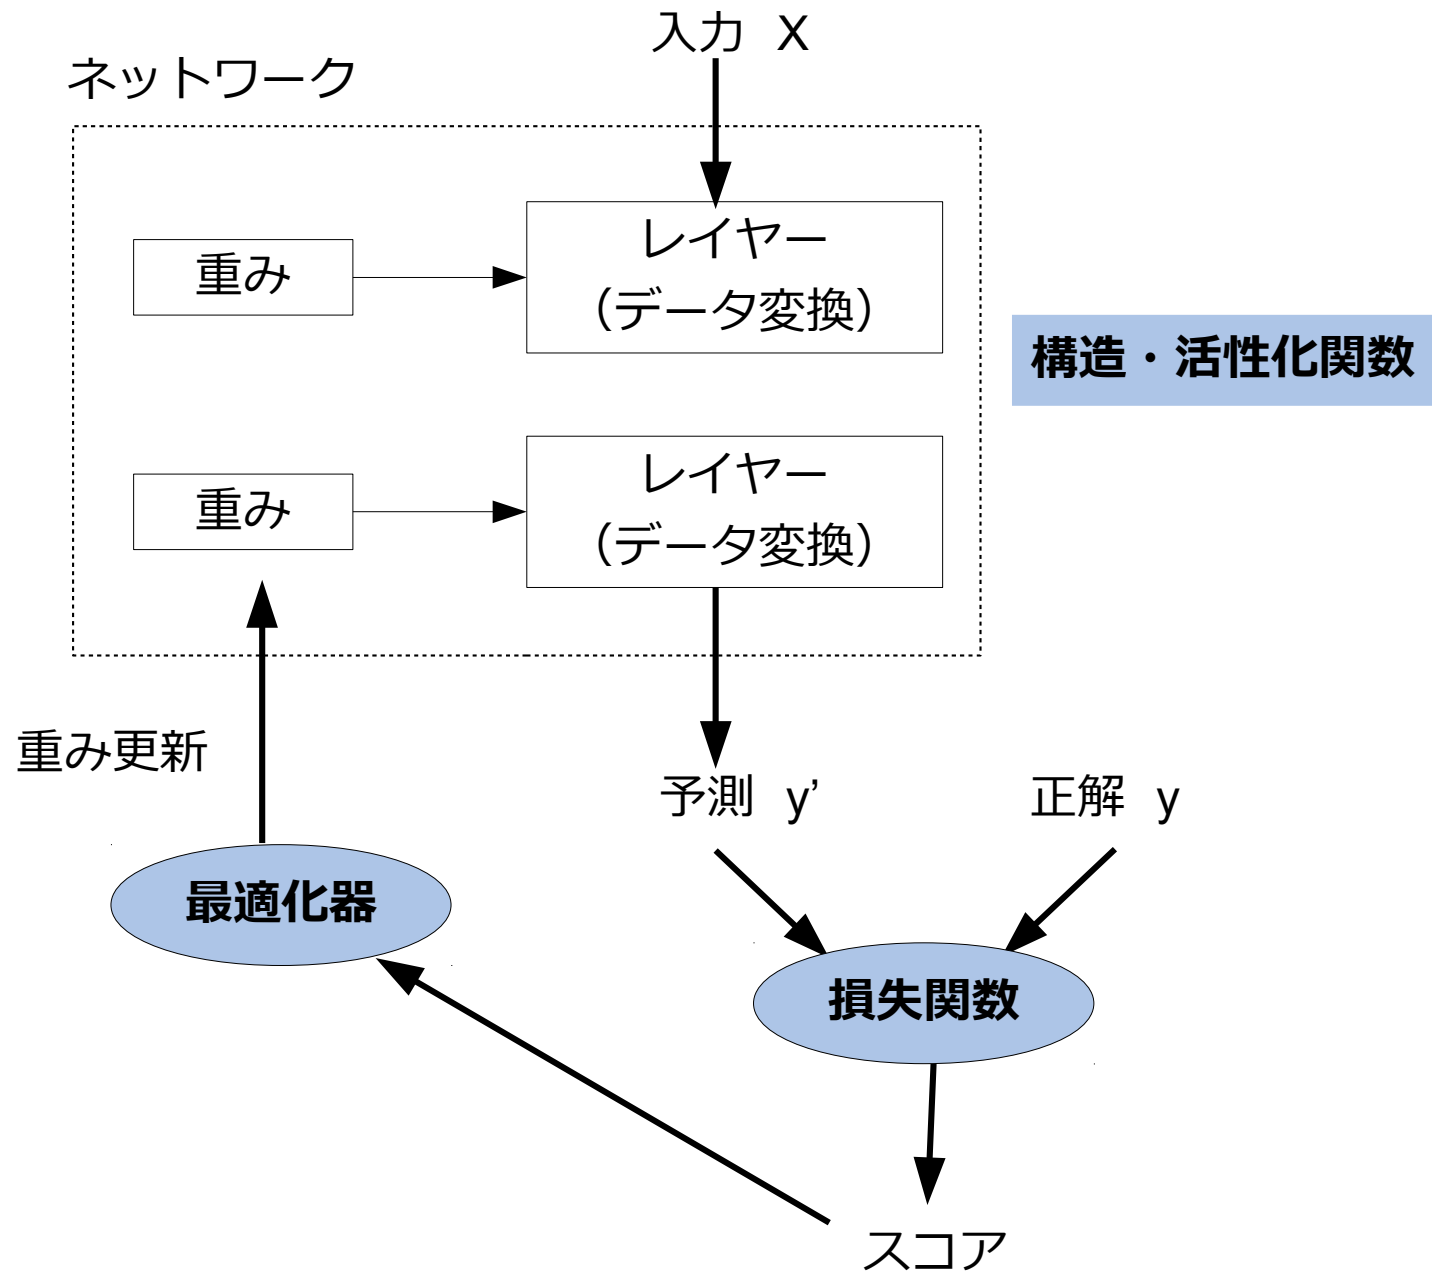 入力 X
ネットワーク
重み
レイヤー
（データ変換）
構造・活性化関数
重み
レイヤー
（データ変換）
重み更新
予測 y’
正解 y
最適化器
損失関数
スコア